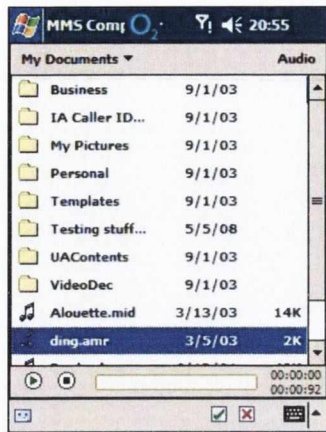 MMS Com O2 20:55
My Documents Audio
Business 9/1/03
IA Caller ID...  9/1/03
My Pictures 9/1/03
Personal 9/1/03
Templates 9/1/03
Testing stuff... 5/5/08
UAContents 9/1/03
VideoDec 9/1/03
Alouette.mid 3/13/03 14K
ding.amr 3/5/03 2K
00:00:00
00:00:92